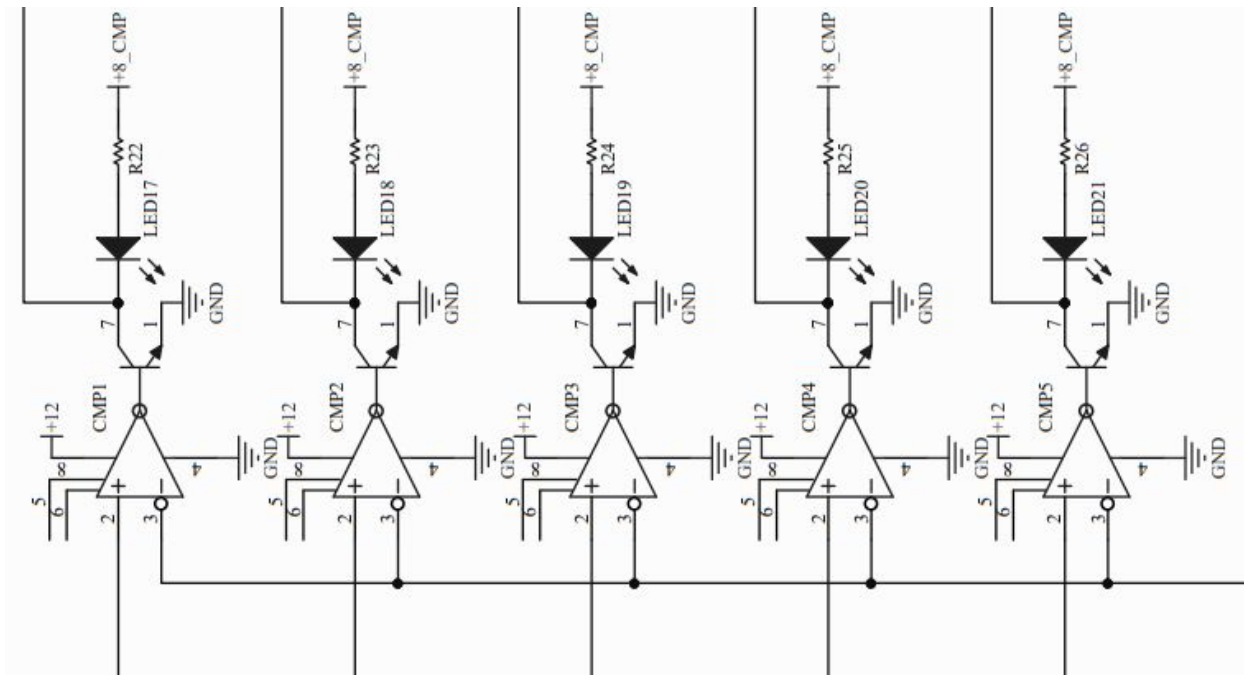 +8_CMP +8_CMP +8_CMP +8_CMP +8_CMP
R22 R23 R24 R25 R26
LED17 LED18 LED19 LED20 LED21
7 1 GND 7 1 GND 7 1 GND 7 1 GND 7 1 GND
CMP1 CMP2 CMP3 CMP4 CMP5
+12 +12 +12 +12 +12
8 4 GND 8 4 GND 8 4 GND 8 4 GND 8 4 GND
+ − + − + − + − + −
5 6 2 3 5 6 2 3 5 6 2 3 5 6 2 3 5 6 2 3